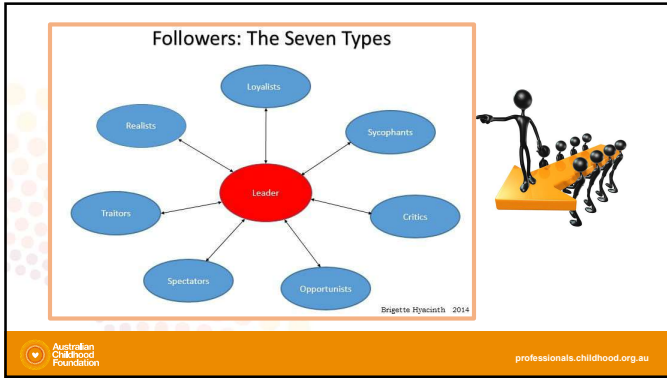 Followers: The Seven Types
Loyalists
Realists
Sycophants
Leader
Traitors
Critics
Spectators
Opportunists
Brigette Hyacinth 2014
Australian
Childhood
Foundation
professionals.childhood.org.au